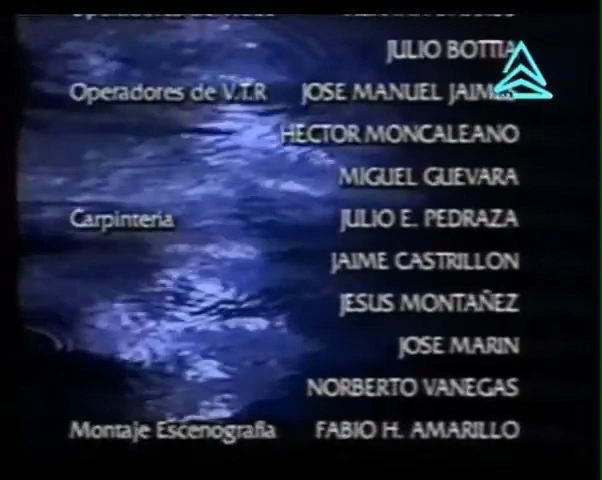 JULIO BOTTIA
Operadores de V.T.R JOSE MANUEL
HECTOR MONCALEANO
MIGUEL GUEVARA
Carpinteria JULIO E. PEDRAZA
JAIME CASTRILLON
JESUS MONTAÑEZ
JOSE MARIN
NORBERTO VANEGAS
Montaje Escenografia FABIO H. AMARILLO